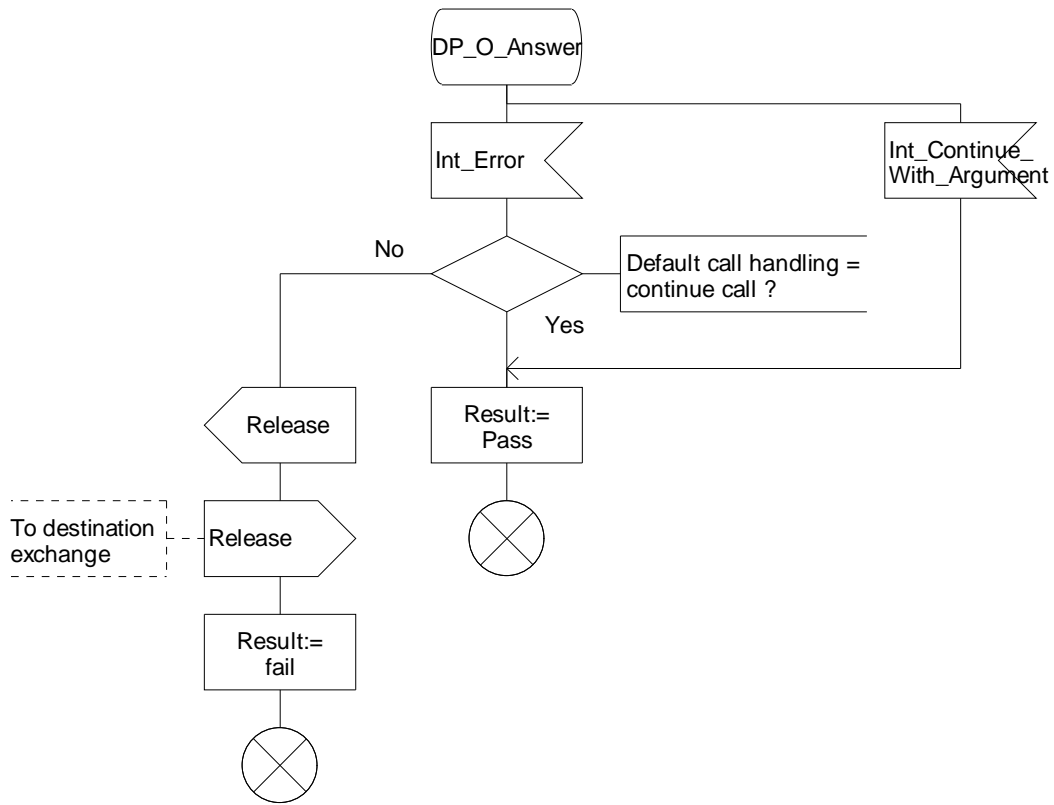 DP_O_Answer
Int_Error
Int_Continue_
With_Argument
No
Default call handling =
continue call ?
Yes
Release
Result:=
Pass
To destination
exchange
Release
Result:=
fail